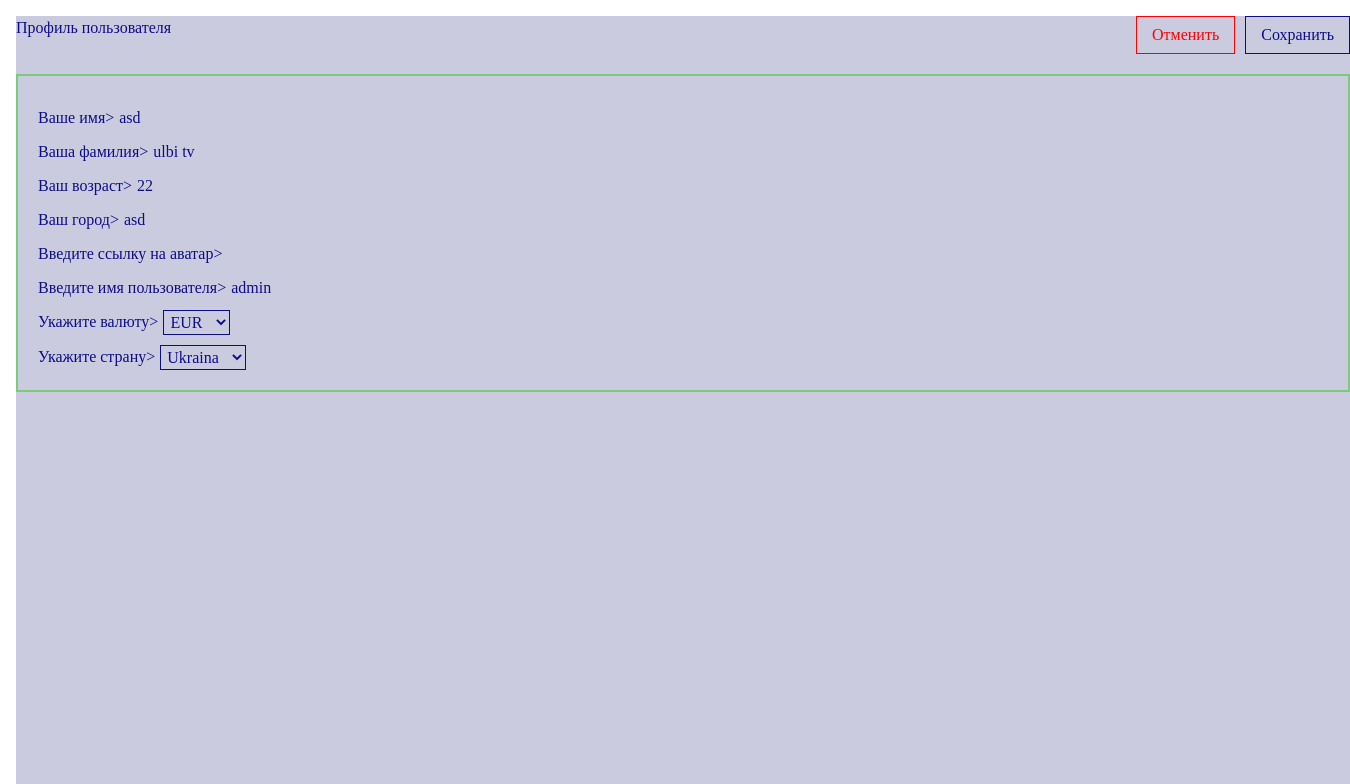 Профиль пользователя
Отменить
Сохранить
Ваше имя> asd
Ваша фамилия> ulbi tv
Ваш возраст> 22
Ваш город> asd
Введите ссылку на аватар>
Введите имя пользователя> admin
Укажите валюту> EUR
Укажите страну> Ukraina